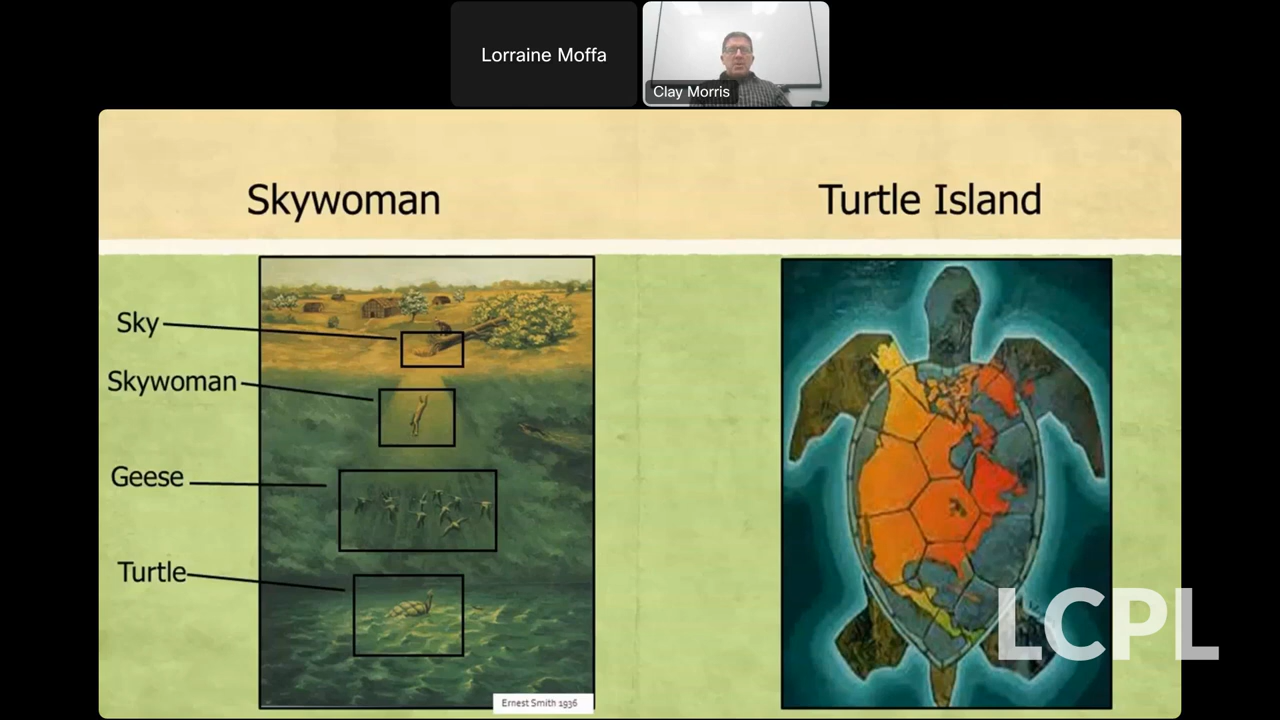 Lorraine Moffa
Clay Morris
Skywoman
Turtle Island
Sky
Skywoman
Geese
Turtle
Ernest Smith 1936
LCPL